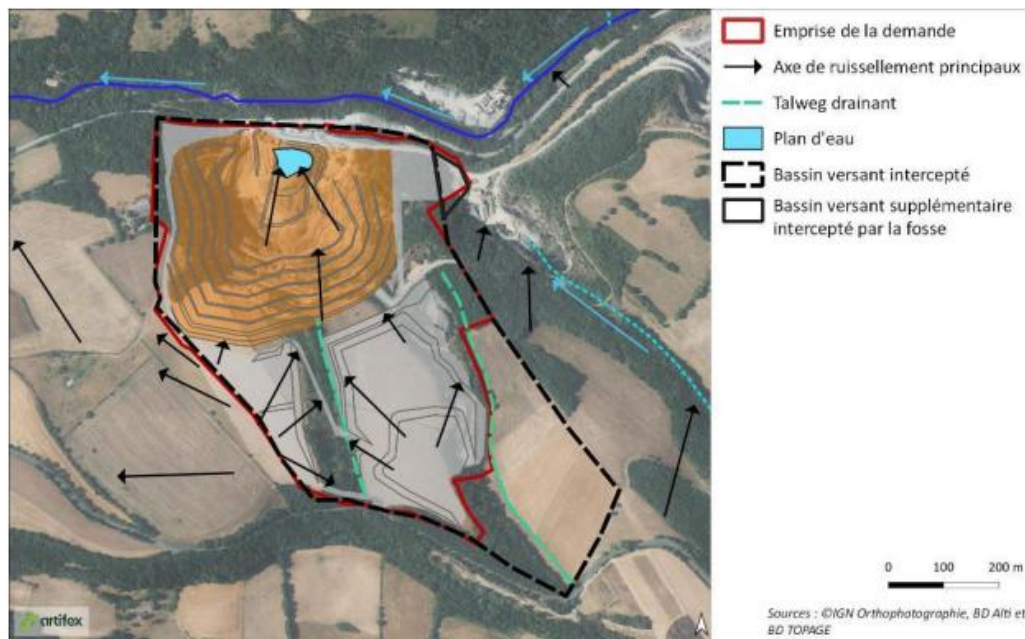 Emprise de la demande
Axe de ruissellement principaux
Talweg drainant
Plan d'eau
Bassin versant intercepté
Bassin versant supplémentaire
intercepté par la fosse
0 100 200 m
Sources : ©IGN Orthophotographie, BD Alti et
BD TOPAGE
artifex